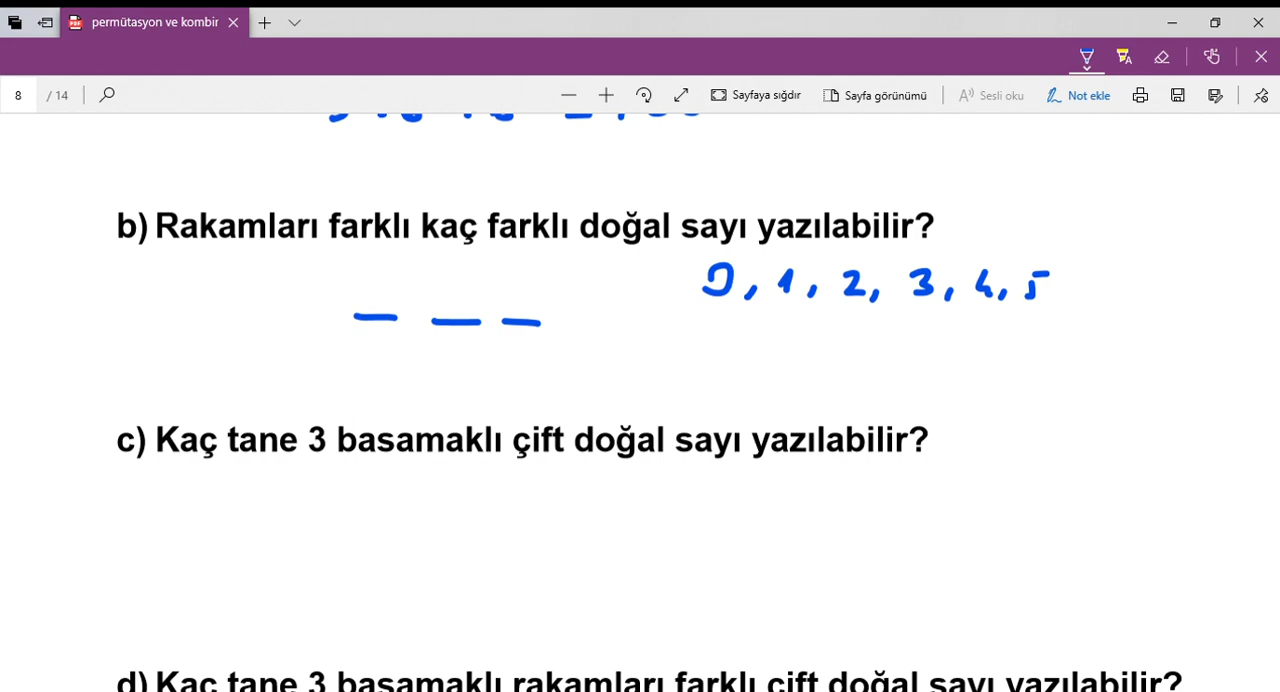 permütasyon ve kombir
8 / 14
Sayfaya sığdır
Sayfa görünümü
Sesli oku
Not ekle
b) Rakamları farklı kaç farklı doğal sayı yazılabilir?
0, 1, 2, 3, 4, 5
c) Kaç tane 3 basamaklı çift doğal sayı yazılabilir?
d) Kaç tane 3 basamaklı rakamları farklı çift doğal sayı yazılabilir?